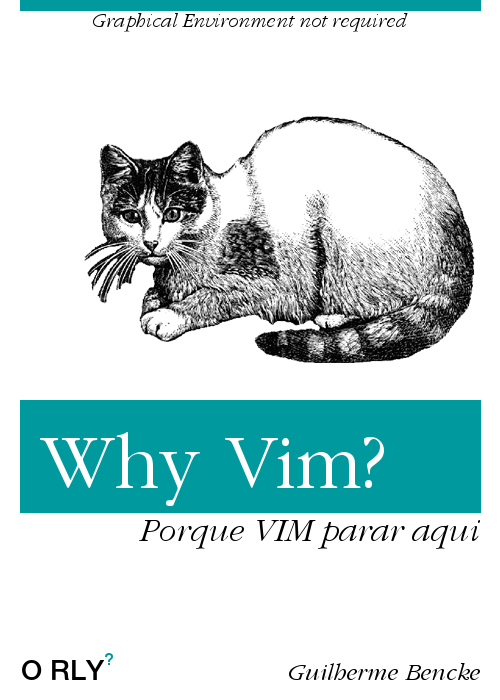 Graphical Environment not required
Why Vim?
Porque VIM parar aqui
O RLY?
Guilherme Bencke